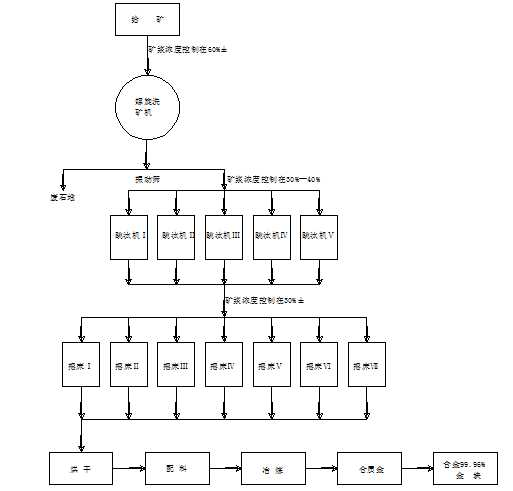 给 矿
矿浆浓度控制在60%±
螺旋洗
矿机
振动筛
矿浆浓度控制在30%—40%
废石堆
跳汰机Ⅰ
跳汰机Ⅱ
跳汰机Ⅲ
跳汰机Ⅳ
跳汰机Ⅴ
矿浆浓度控制在30%±
摇床Ⅰ
摇床Ⅱ
摇床Ⅲ
摇床Ⅳ
摇床Ⅴ
摇床Ⅵ
摇床Ⅶ
烘 干
配 料
冶 炼
合质金
含金99.96%
金 块